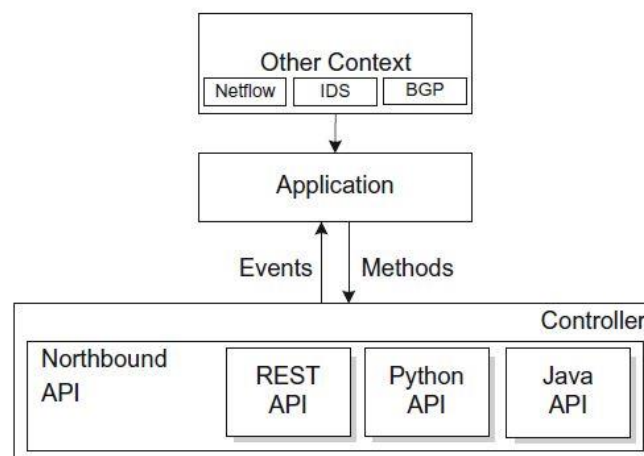 Other Context
Netflow IDS BGP
Application
Events Methods
Controller
Northbound
API
REST
API
Python
API
Java
API